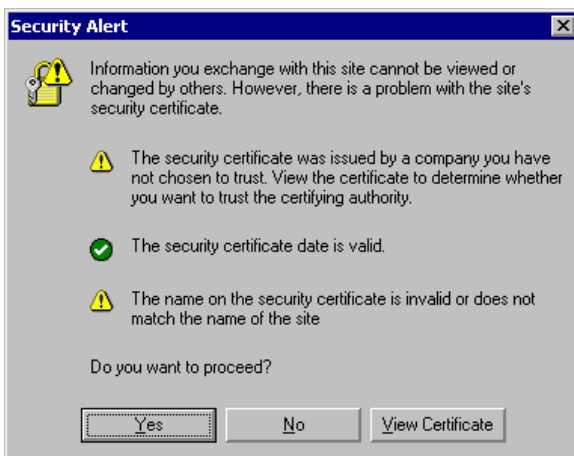 Security Alert
Information you exchange with this site cannot be viewed or
changed by others. However, there is a problem with the site's
security certificate.
The security certificate was issued by a company you have
not chosen to trust. View the certificate to determine whether
you want to trust the certifying authority.
The security certificate date is valid.
The name on the security certificate is invalid or does not
match the name of the site
Do you want to proceed?
Yes
No
View Certificate